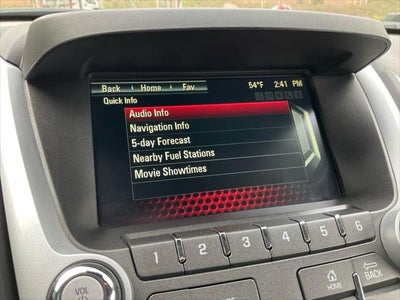 Back Home Fav 54°F 2:41 PM
Quick Info
Audio Info
Navigation Info
5-day Forecast
Nearby Fuel Stations
Movie Showtimes
1 2 3 4 5 6
VOL HOME BACK